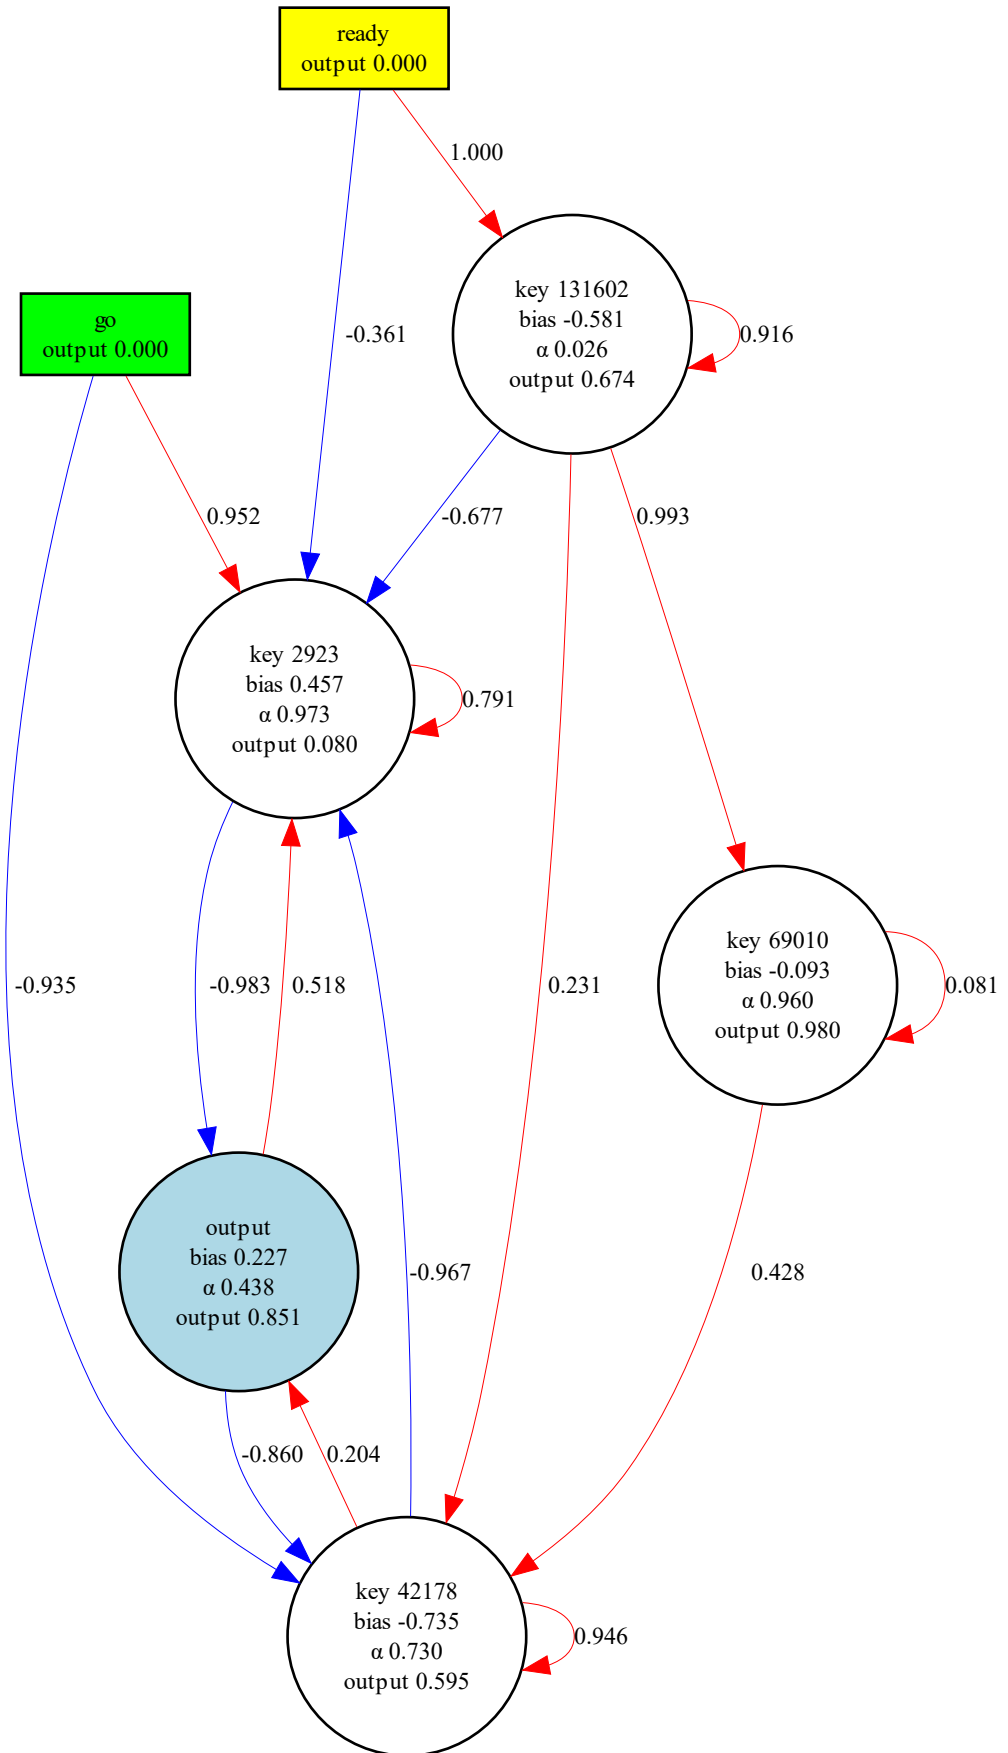 ready
output 0.000
1.000
key 131602
bias -0.581
α 0.026
output 0.674
0.916
-0.361
go
output 0.000
0.952
-0.677
0.993
key 2923
bias 0.457
α 0.973
output 0.080
0.791
key 69010
bias -0.093
α 0.960
output 0.980
0.081
-0.935
-0.983
0.518
0.231
output
bias 0.227
α 0.438
output 0.851
-0.967
0.428
-0.860
0.204
key 42178
bias -0.735
α 0.730
output 0.595
0.946